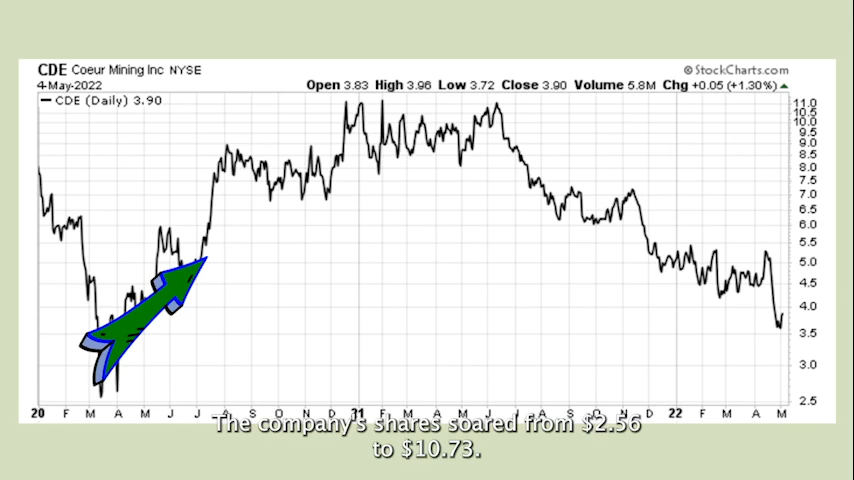 CDE Coeur Mining Inc NYSE
© StockCharts.com
4-May-2022
Open 3.83 High 3.96 Low 3.72 Close 3.90 Volume 5.8M Chg +0.05 (+1.30%)
CDE (Daily) 3.90
11.0
10.5
10.0
9.5
9.0
8.5
8.0
7.5
7.0
6.5
6.0
5.5
5.0
4.5
4.0
3.5
3.0
2.5
20 F M A M J J A S O N D 21 F M A M J J A S O N D 22 F M A M
The company's shares soared from $2.56
to $10.73.